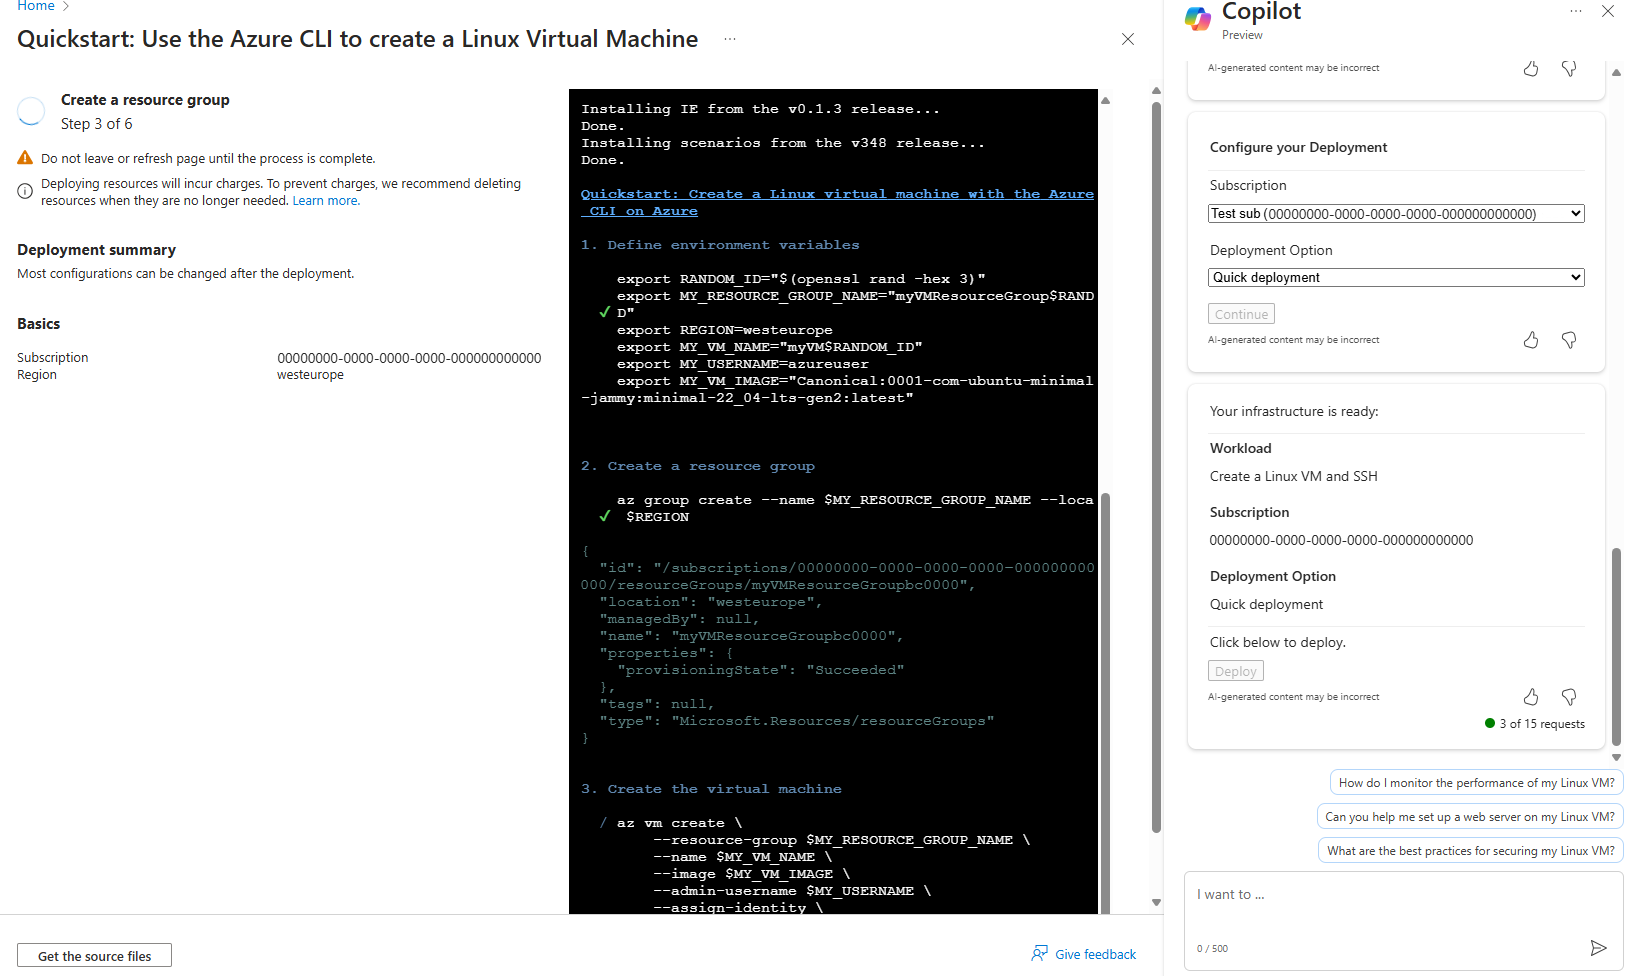 Home
Quickstart: Use the Azure CLI to create a Linux Virtual Machine ...
Create a resource group
Step 3 of 6
Do not leave or refresh page until the process is complete.
Deploying resources will incur charges. To prevent charges, we recommend deleting
resources when they are no longer needed. Learn more.
Deployment summary
Most configurations can be changed after the deployment.
Basics
Subscription 00000000-0000-0000-0000-000000000000
Region westeurope
Get the source files
Installing IE from the v0.1.3 release...
Done.
Installing scenarios from the v348 release...
Done.
Quickstart: Create a Linux virtual machine with the Azure
CLI on Azure
1. Define environment variables
export RANDOM_ID="$(openssl rand -hex 3)"
export MY_RESOURCE_GROUP_NAME="myVMResourceGroup$RAND
✓ D"
export REGION=westeurope
export MY_VM_NAME="myVM$RANDOM_ID"
export MY_USERNAME=azureuser
export MY_VM_IMAGE="Canonical:0001-com-ubuntu-minimal
-jammy:minimal-22_04-lts-gen2:latest"
2. Create a resource group
az group create --name $MY_RESOURCE_GROUP_NAME --loca
✓ $REGION
{
"id": "/subscriptions/00000000-0000-0000-0000-000000000
000/resourceGroups/myVMResourceGroupbc0000",
"location": "westeurope",
"managedBy": null,
"name": "myVMResourceGroupbc0000",
"properties": {
"provisioningState": "Succeeded"
},
"tags": null,
"type": "Microsoft.Resources/resourceGroups"
}
3. Create the virtual machine
/ az vm create \
--resource-group $MY_RESOURCE_GROUP_NAME \
--name $MY_VM_NAME \
--image $MY_VM_IMAGE \
--admin-username $MY_USERNAME \
--assign-identity \
Give feedback
Copilot
Preview
AI-generated content may be incorrect
Configure your Deployment
Subscription
Test sub (00000000-0000-0000-0000-000000000000)
Deployment Option
Quick deployment
Continue
AI-generated content may be incorrect
Your infrastructure is ready:
Workload
Create a Linux VM and SSH
Subscription
00000000-0000-0000-0000-000000000000
Deployment Option
Quick deployment
Click below to deploy.
Deploy
AI-generated content may be incorrect
3 of 15 requests
How do I monitor the performance of my Linux VM?
Can you help me set up a web server on my Linux VM?
What are the best practices for securing my Linux VM?
I want to ...
0 / 500